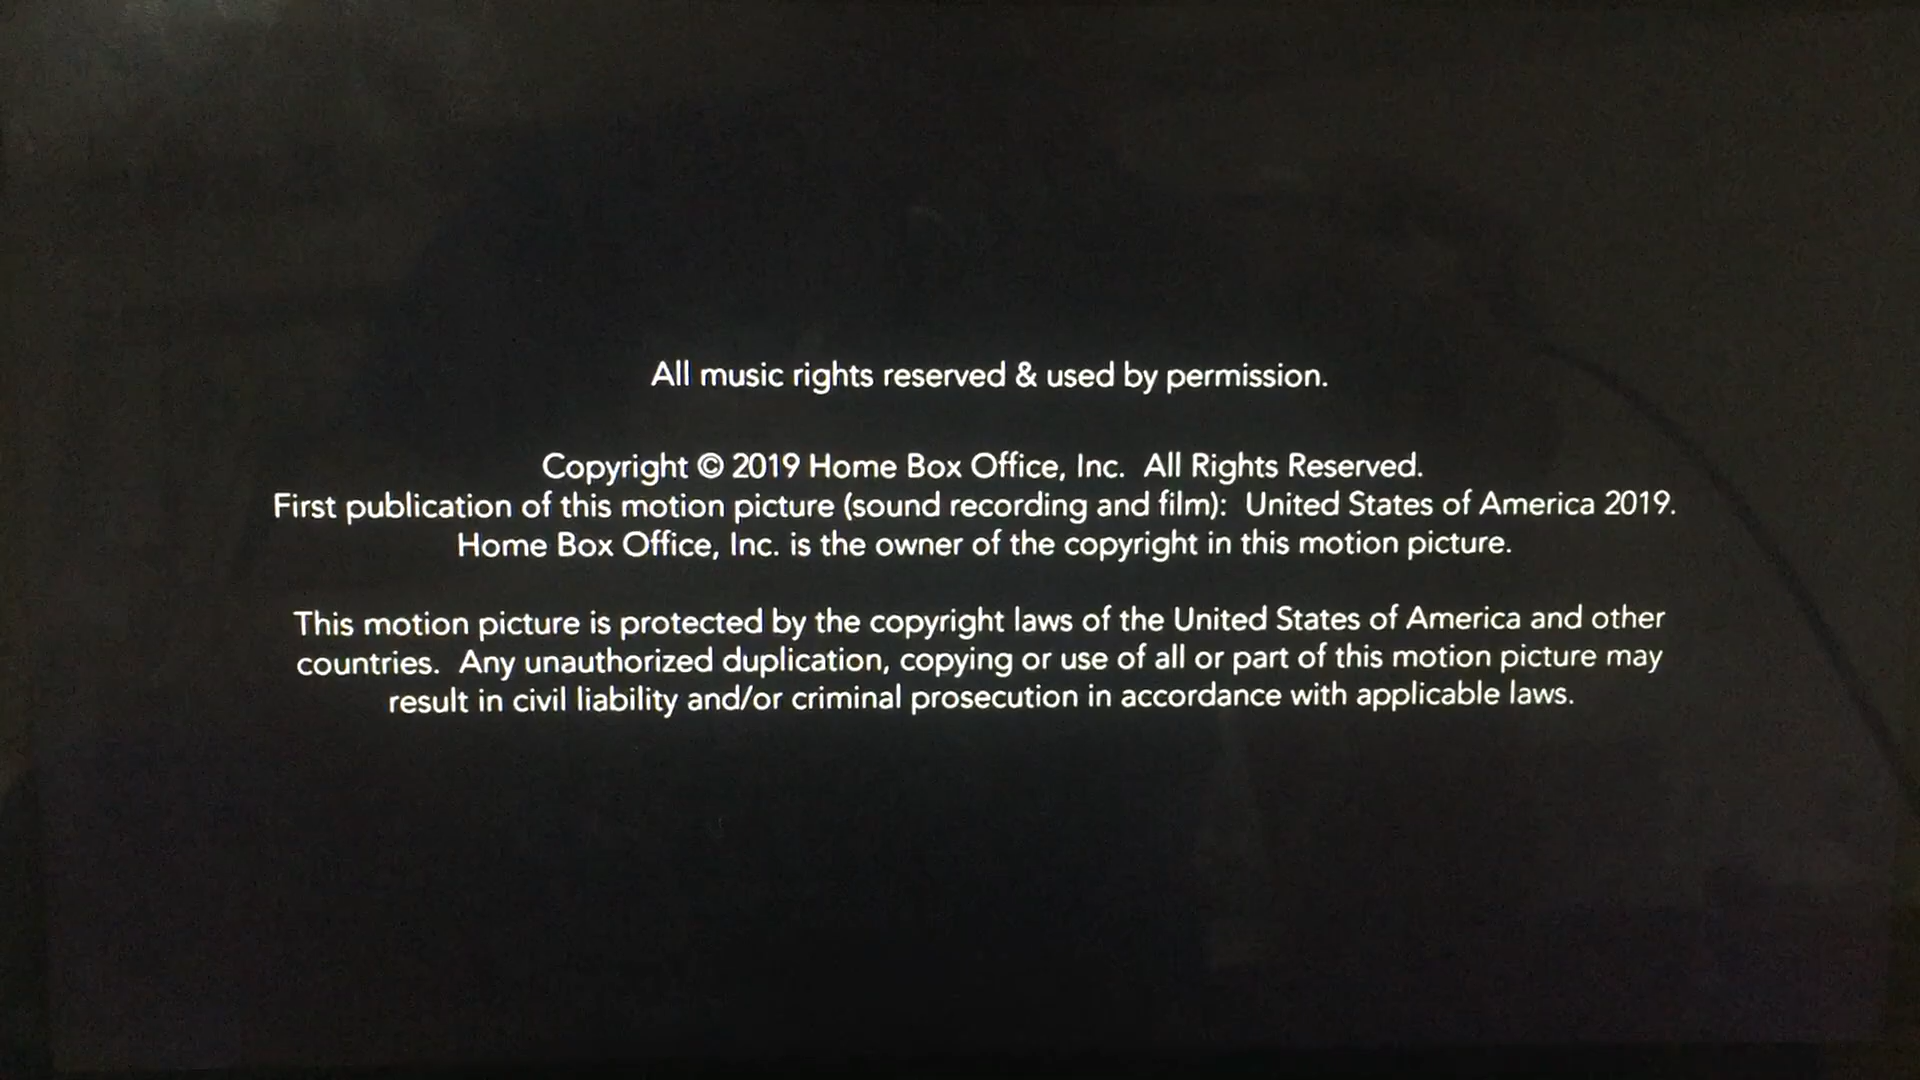 All music rights reserved & used by permission.
Copyright © 2019 Home Box Office, Inc.  All Rights Reserved.
First publication of this motion picture (sound recording and film):  United States of America 2019.
Home Box Office, Inc. is the owner of the copyright in this motion picture.
This motion picture is protected by the copyright laws of the United States of America and other
countries.  Any unauthorized duplication, copying or use of all or part of this motion picture may
result in civil liability and/or criminal prosecution in accordance with applicable laws.